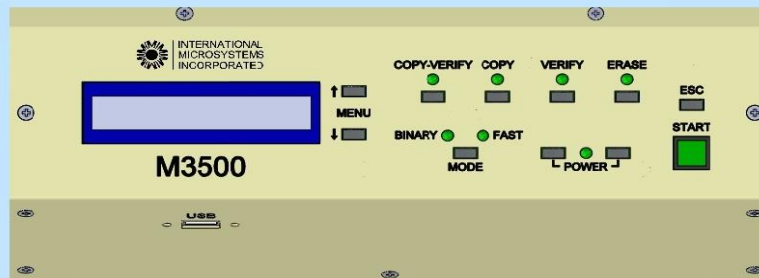 INTERNATIONAL
MICROSYSTEMS
INCORPORATED
COPY-VERIFY COPY VERIFY ERASE
ESC
MENU
START
BINARY FAST
M3500
MODE
POWER
USB